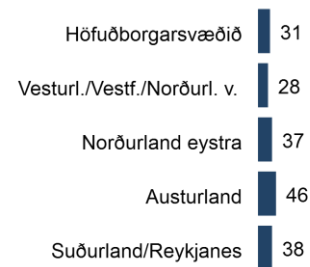 Höfuðborgarsvæðið 31
Vesturl./Vestf./Norðurl. v. 28
Norðurland eystra 37
Austurland 46
Suðurland/Reykjanes 38